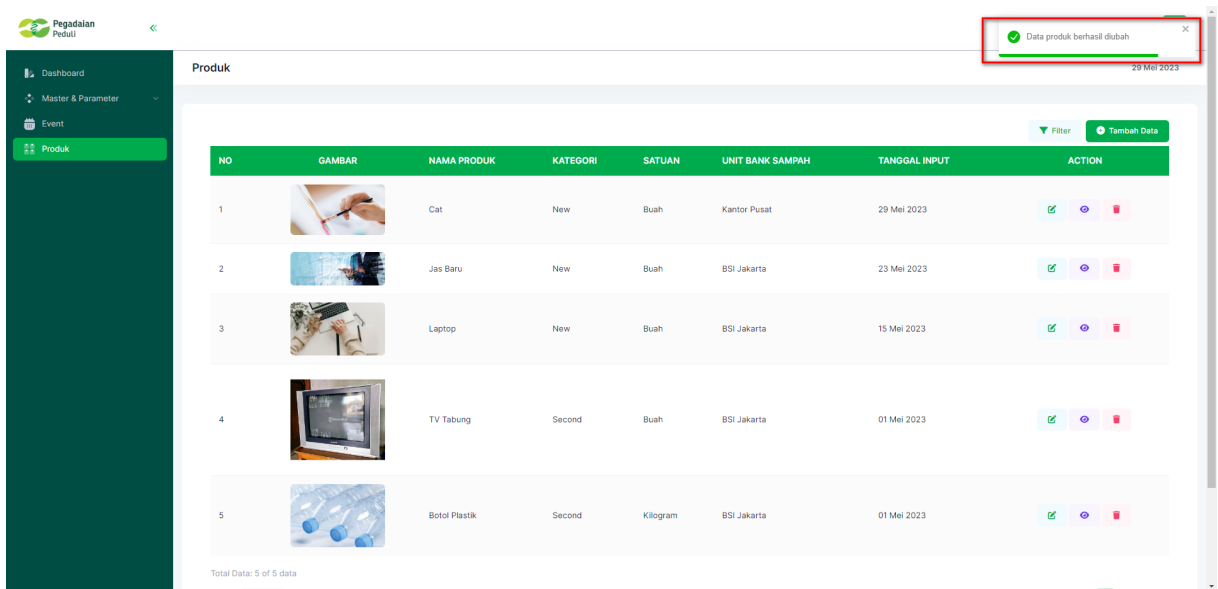 Pegadaian
Peduli
Data produk berhasil diubah
Dashboard
Master & Parameter
Event
Produk
Produk
29 Mei 2023
Filter
Tambah Data
NO GAMBAR NAMA PRODUK KATEGORI SATUAN UNIT BANK SAMPAH TANGGAL INPUT ACTION
1 Cat New Buah Kantor Pusat 29 Mei 2023
2 Jas Baru New Buah BSI Jakarta 23 Mei 2023
3 Laptop New Buah BSI Jakarta 15 Mei 2023
4 TV Tabung Second Buah BSI Jakarta 01 Mei 2023
5 Botol Plastik Second Kilogram BSI Jakarta 01 Mei 2023
Total Data: 5 of 5 data